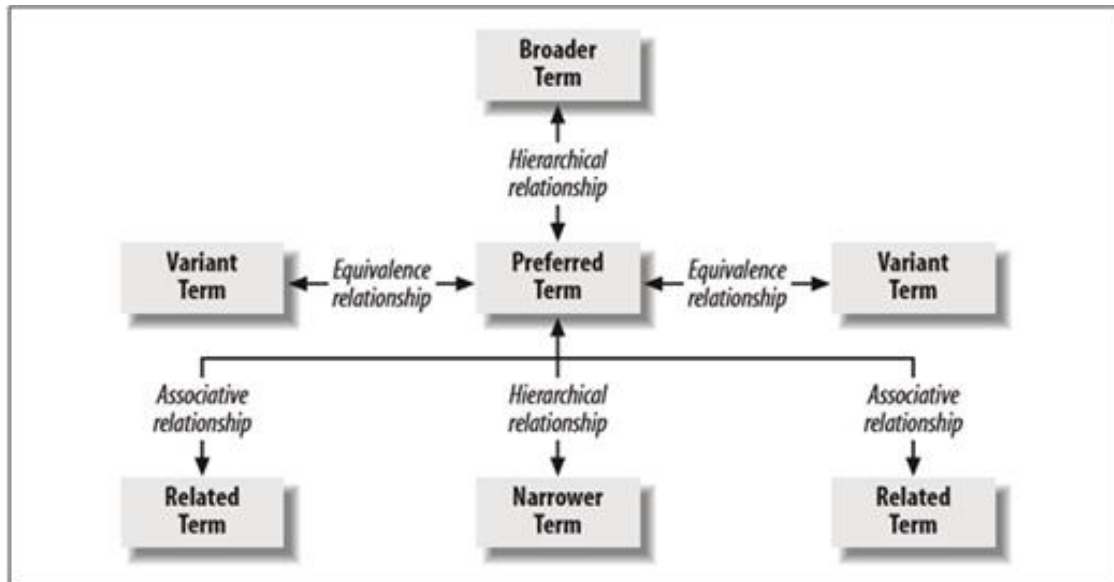 Broader
Term
Hierarchical
relationship
Variant
Term
Equivalence
relationship
Preferred
Term
Equivalence
relationship
Variant
Term
Associative
relationship
Hierarchical
relationship
Associative
relationship
Related
Term
Narrower
Term
Related
Term